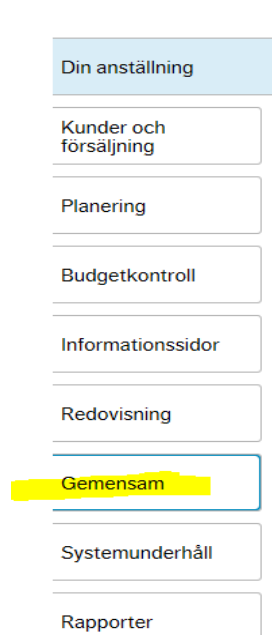 Din anställning
Kunder och
försäljning
Planering
Budgetkontroll
Informationssidor
Redovisning
Gemensam
Systemunderhåll
Rapporter